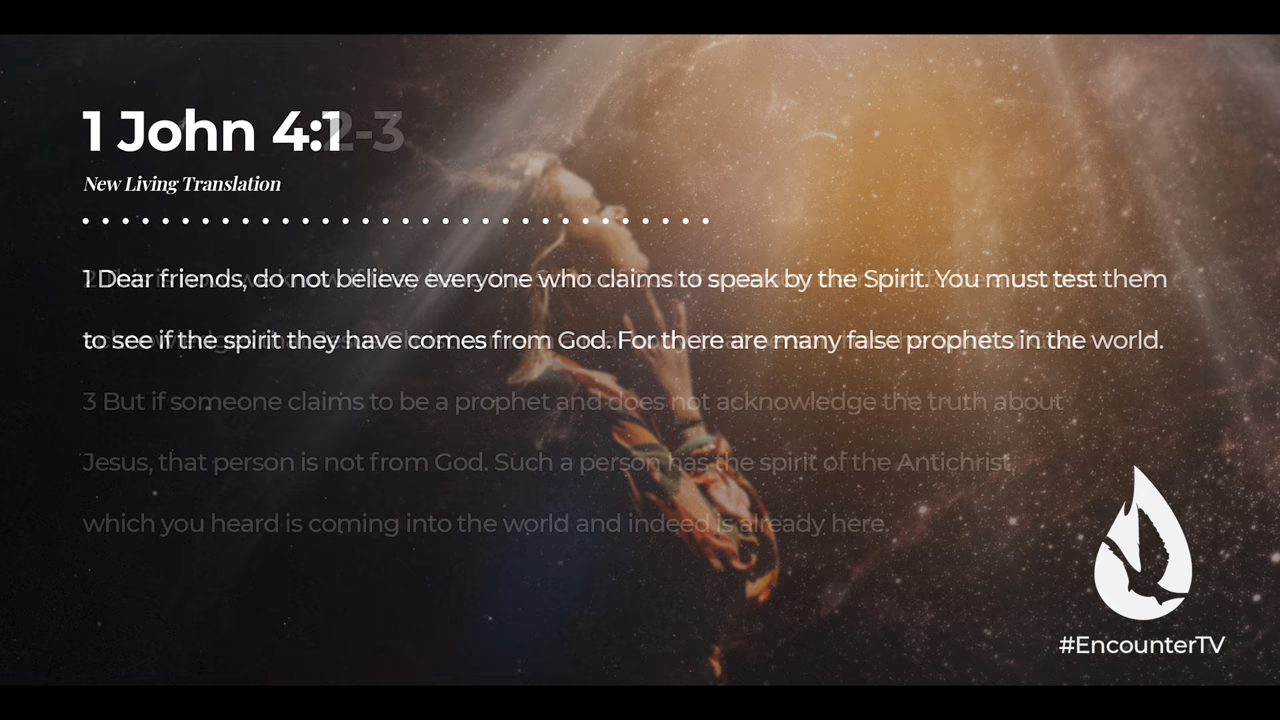 1 John 4:1
2-3
New Living Translation
1 Dear friends, do not believe everyone who claims to speak by the Spirit. You must test them
to see if the spirit they have comes from God. For there are many false prophets in the world.
3 But if someone claims to be a prophet and does not acknowledge the truth about
Jesus, that person is not from God. Such a person has the spirit of the Antichrist,
which you heard is coming into the world and indeed is already here.
#EncounterTV